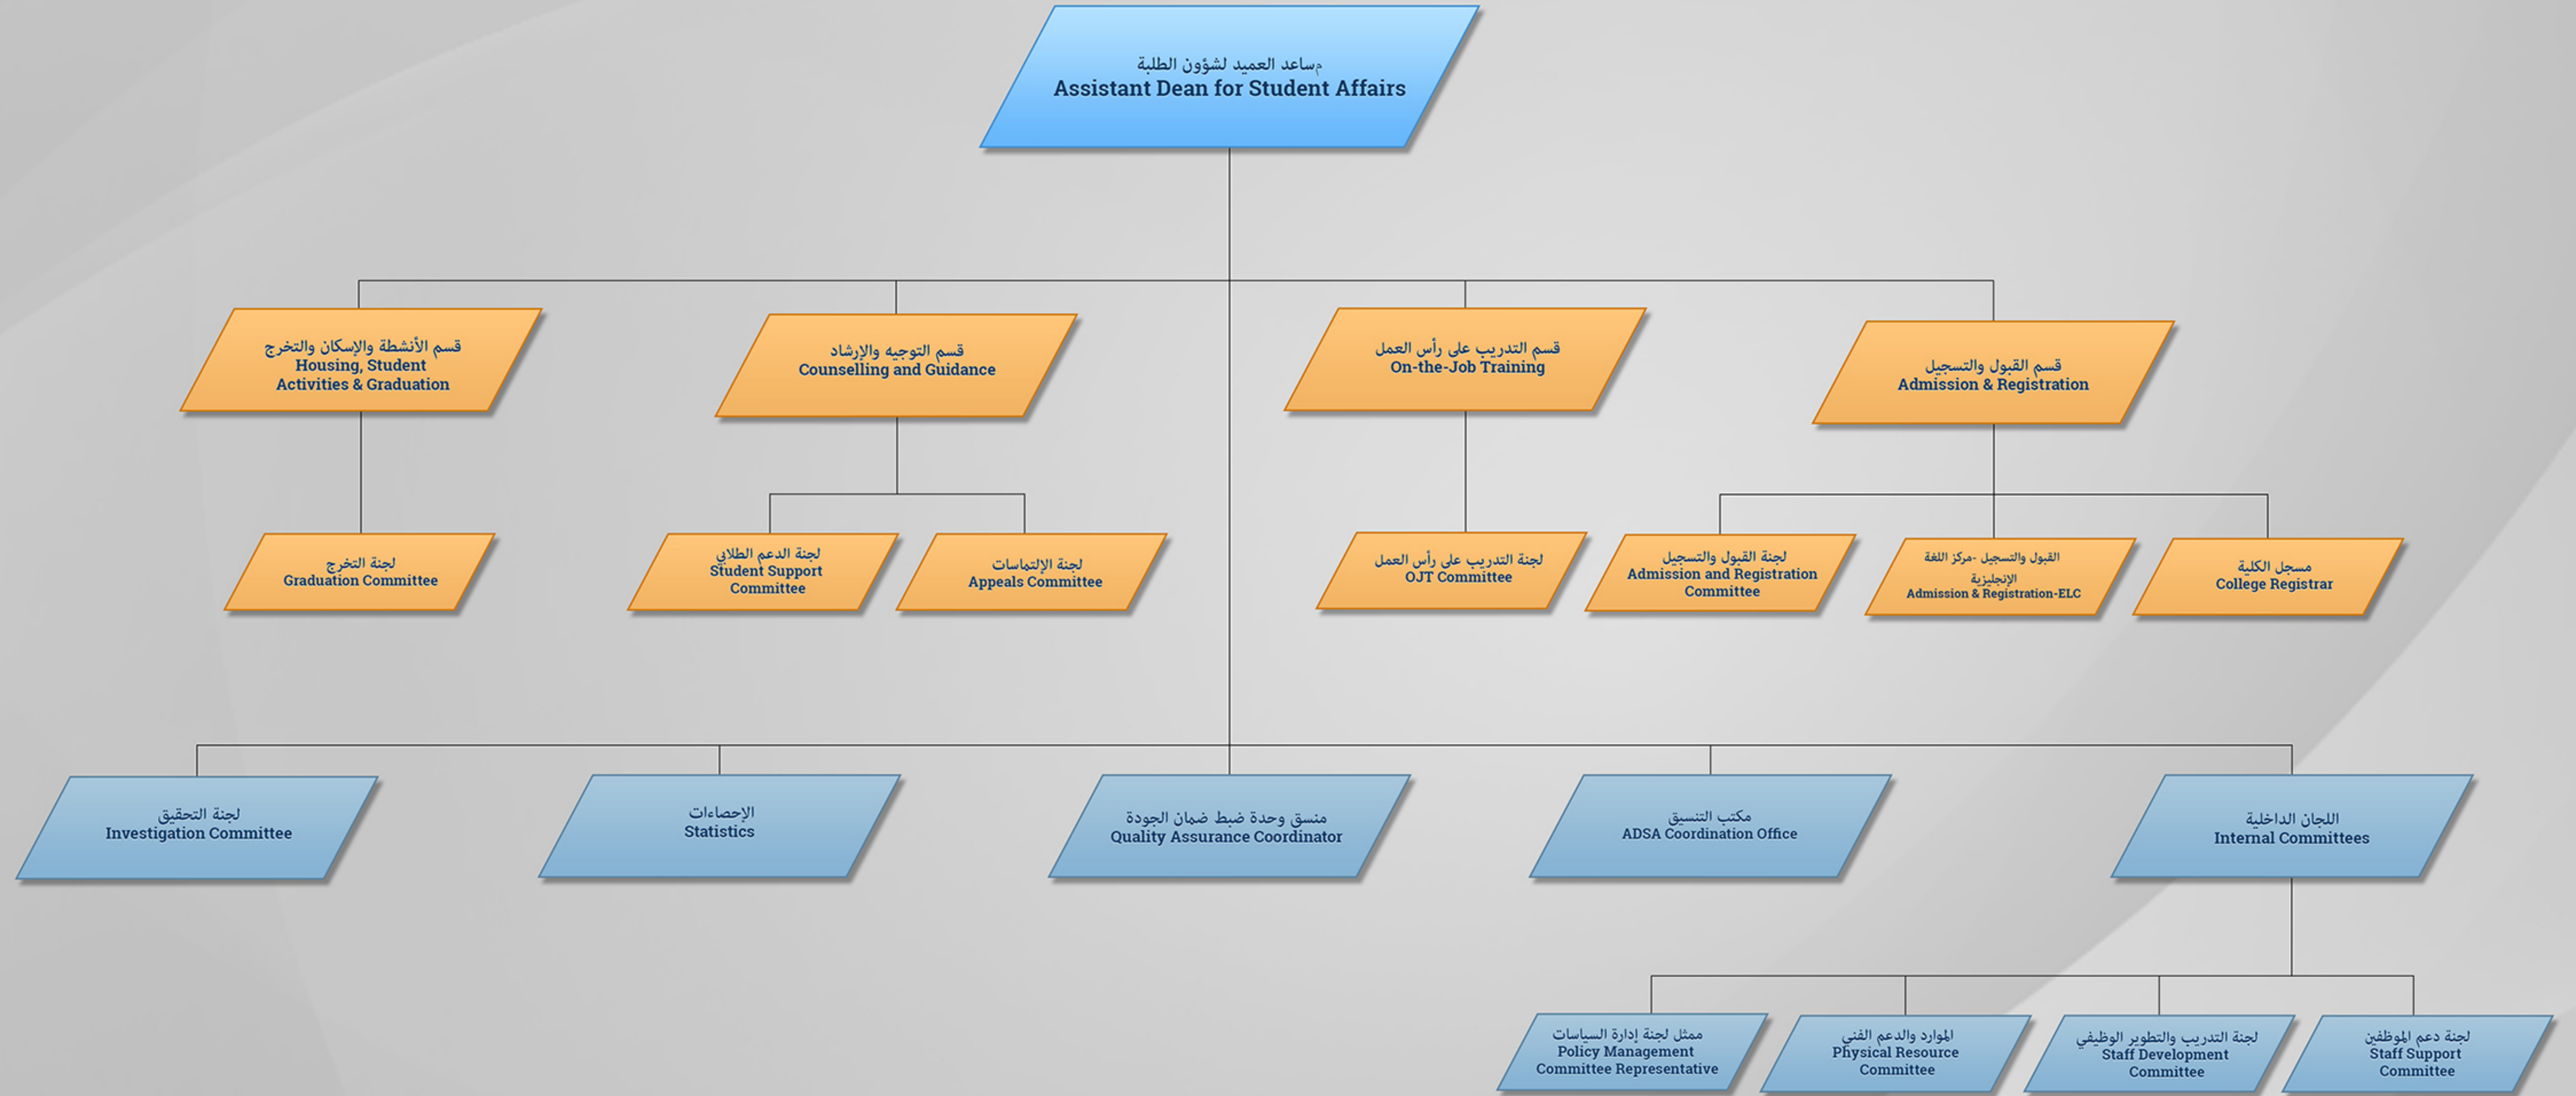 مساعد العميد لشؤون الطلبة
Assistant Dean for Student Affairs
قسم الأنشطة والإسكان والتخرج
Housing, Student
Activities & Graduation
قسم التوجيه والإرشاد
Counselling and Guidance
قسم التدريب على رأس العمل
On-the-Job Training
قسم القبول والتسجيل
Admission & Registration
لجنة التخرج
Graduation Committee
لجنة الدعم الطلابي
Student Support
Committee
لجنة الإلتماسات
Appeals Committee
لجنة التدريب على رأس العمل
OJT Committee
لجنة القبول والتسجيل
Admission and Registration
Committee
القبول والتسجيل -مركز اللغة
الإنجليزية
Admission & Registration-ELC
مسجل الكلية
College Registrar
لجنة التحقيق
Investigation Committee
الإحصاءات
Statistics
منسق وحدة ضبط ضمان الجودة
Quality Assurance Coordinator
مكتب التنسيق
ADSA Coordination Office
اللجان الداخلية
Internal Committees
ممثل لجنة إدارة السياسات
Policy Management
Committee Representative
الموارد والدعم الفني
Physical Resource
Committee
لجنة التدريب والتطوير الوظيفي
Staff Development
Committee
لجنة دعم الموظفين
Staff Support
Committee